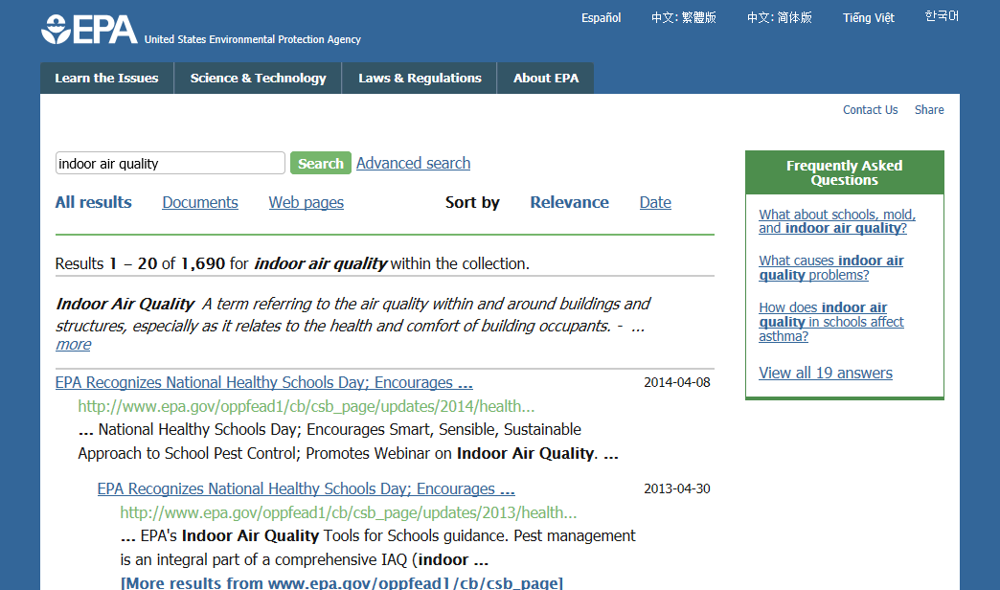 EPA United States Environmental Protection Agency
Español 中文: 繁體版 中文: 简体版 Tiếng Việt 한국어
Learn the Issues Science & Technology Laws & Regulations About EPA
Contact Us Share
indoor air quality Search Advanced search
All results Documents Web pages Sort by Relevance Date
Results 1 – 20 of 1,690 for indoor air quality within the collection.
Indoor Air Quality A term referring to the air quality within and around buildings and
structures, especially as it relates to the health and comfort of building occupants. - ...
more
EPA Recognizes National Healthy Schools Day; Encourages ... 2014-04-08
http://www.epa.gov/oppfead1/cb/csb_page/updates/2014/health...
... National Healthy Schools Day; Encourages Smart, Sensible, Sustainable
Approach to School Pest Control; Promotes Webinar on Indoor Air Quality. ...
EPA Recognizes National Healthy Schools Day; Encourages ... 2013-04-30
http://www.epa.gov/oppfead1/cb/csb_page/updates/2013/health...
... EPA's Indoor Air Quality Tools for Schools guidance. Pest management
is an integral part of a comprehensive IAQ (indoor ...
[More results from www.epa.gov/oppfead1/cb/csb_page]
Frequently Asked
Questions
What about schools, mold,
and indoor air quality?
What causes indoor air
quality problems?
How does indoor air
quality in schools affect
asthma?
View all 19 answers